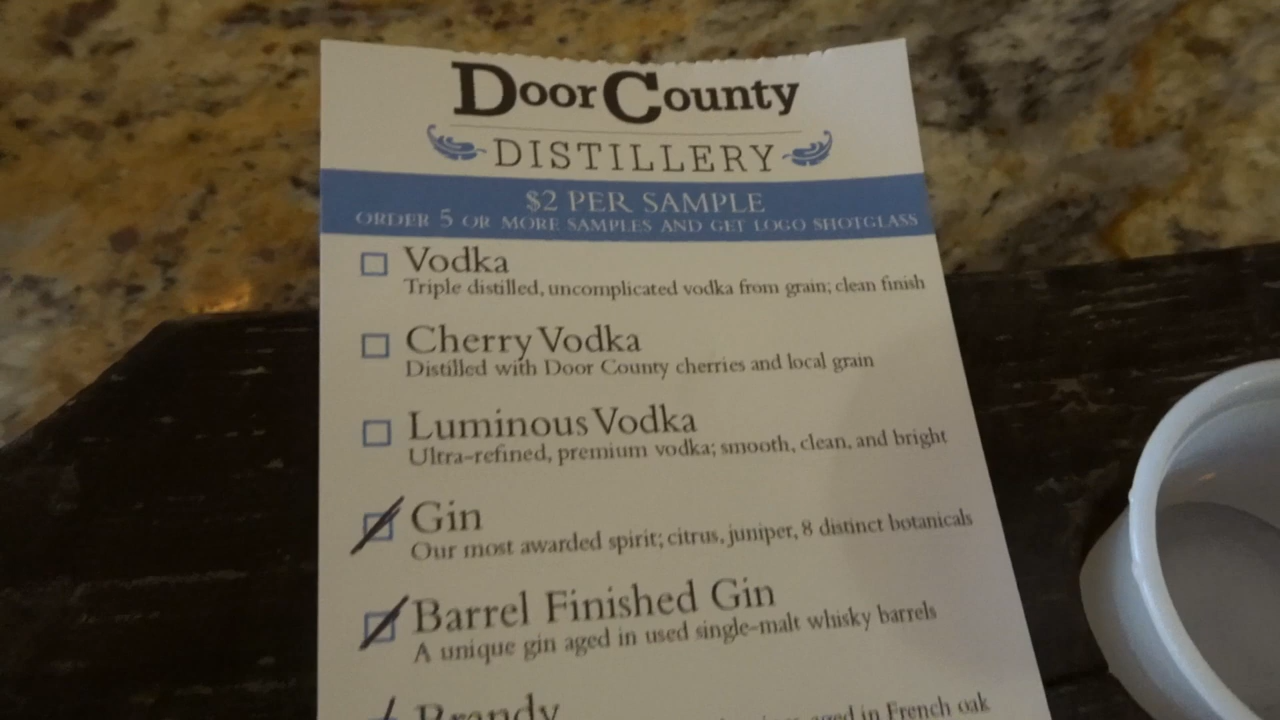 Door County
DISTILLERY
$2 PER SAMPLE
ORDER 5 OR MORE SAMPLES AND GET LOGO SHOTGLASS
Vodka
Triple distilled, uncomplicated vodka from grain; clean finish
Cherry Vodka
Distilled with Door County cherries and local grain
Luminous Vodka
Ultra-refined, premium vodka; smooth, clean, and bright
Gin
Our most awarded spirit; citrus, juniper, 8 distinct botanicals
Barrel Finished Gin
A unique gin aged in used single-malt whisky barrels
Brandy
aged in French oak